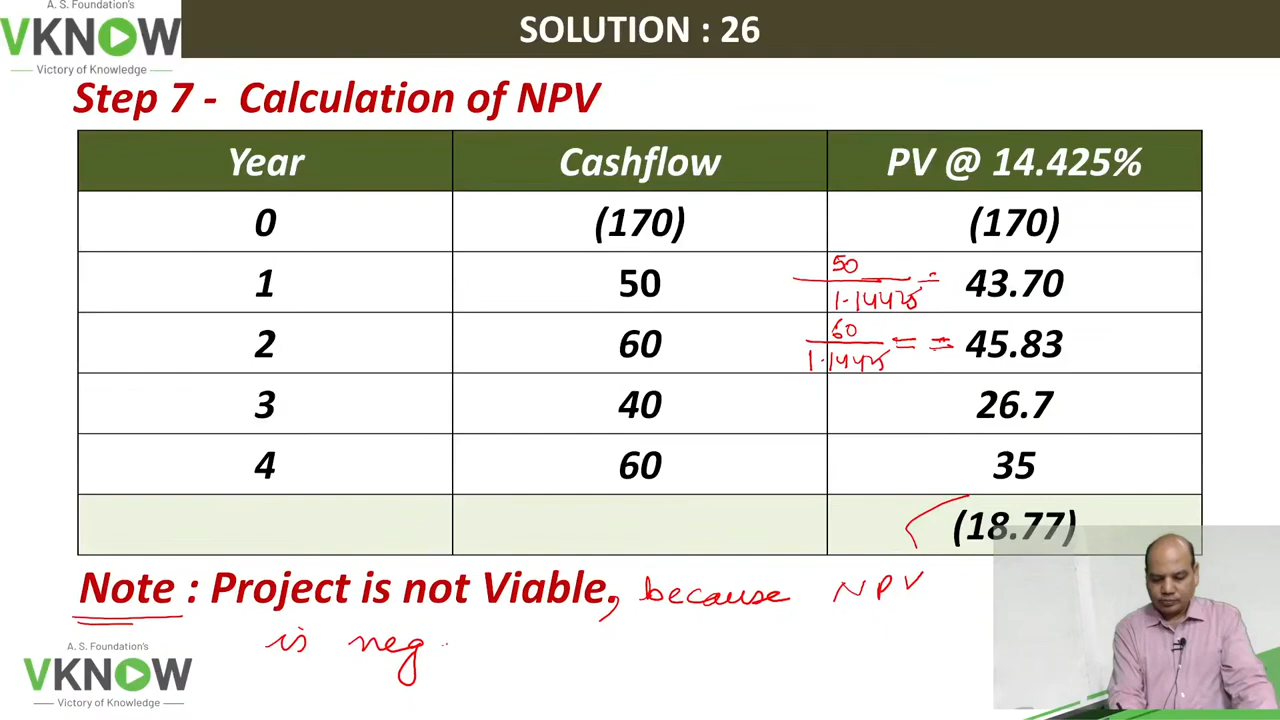 A. S. Foundation's
VKNOW
Victory of Knowledge
SOLUTION : 26
Step 7 - Calculation of NPV
Year Cashflow PV @ 14.425%
0 (170) (170)
1 50 50 / 1.14425 = 43.70
2 60 60 / 1.14425 = = 45.83
3 40 26.7
4 60 35
(18.77)
Note : Project is not Viable., because NPV
is neg.
A. S. Foundation's
VKNOW
Victory of Knowledge